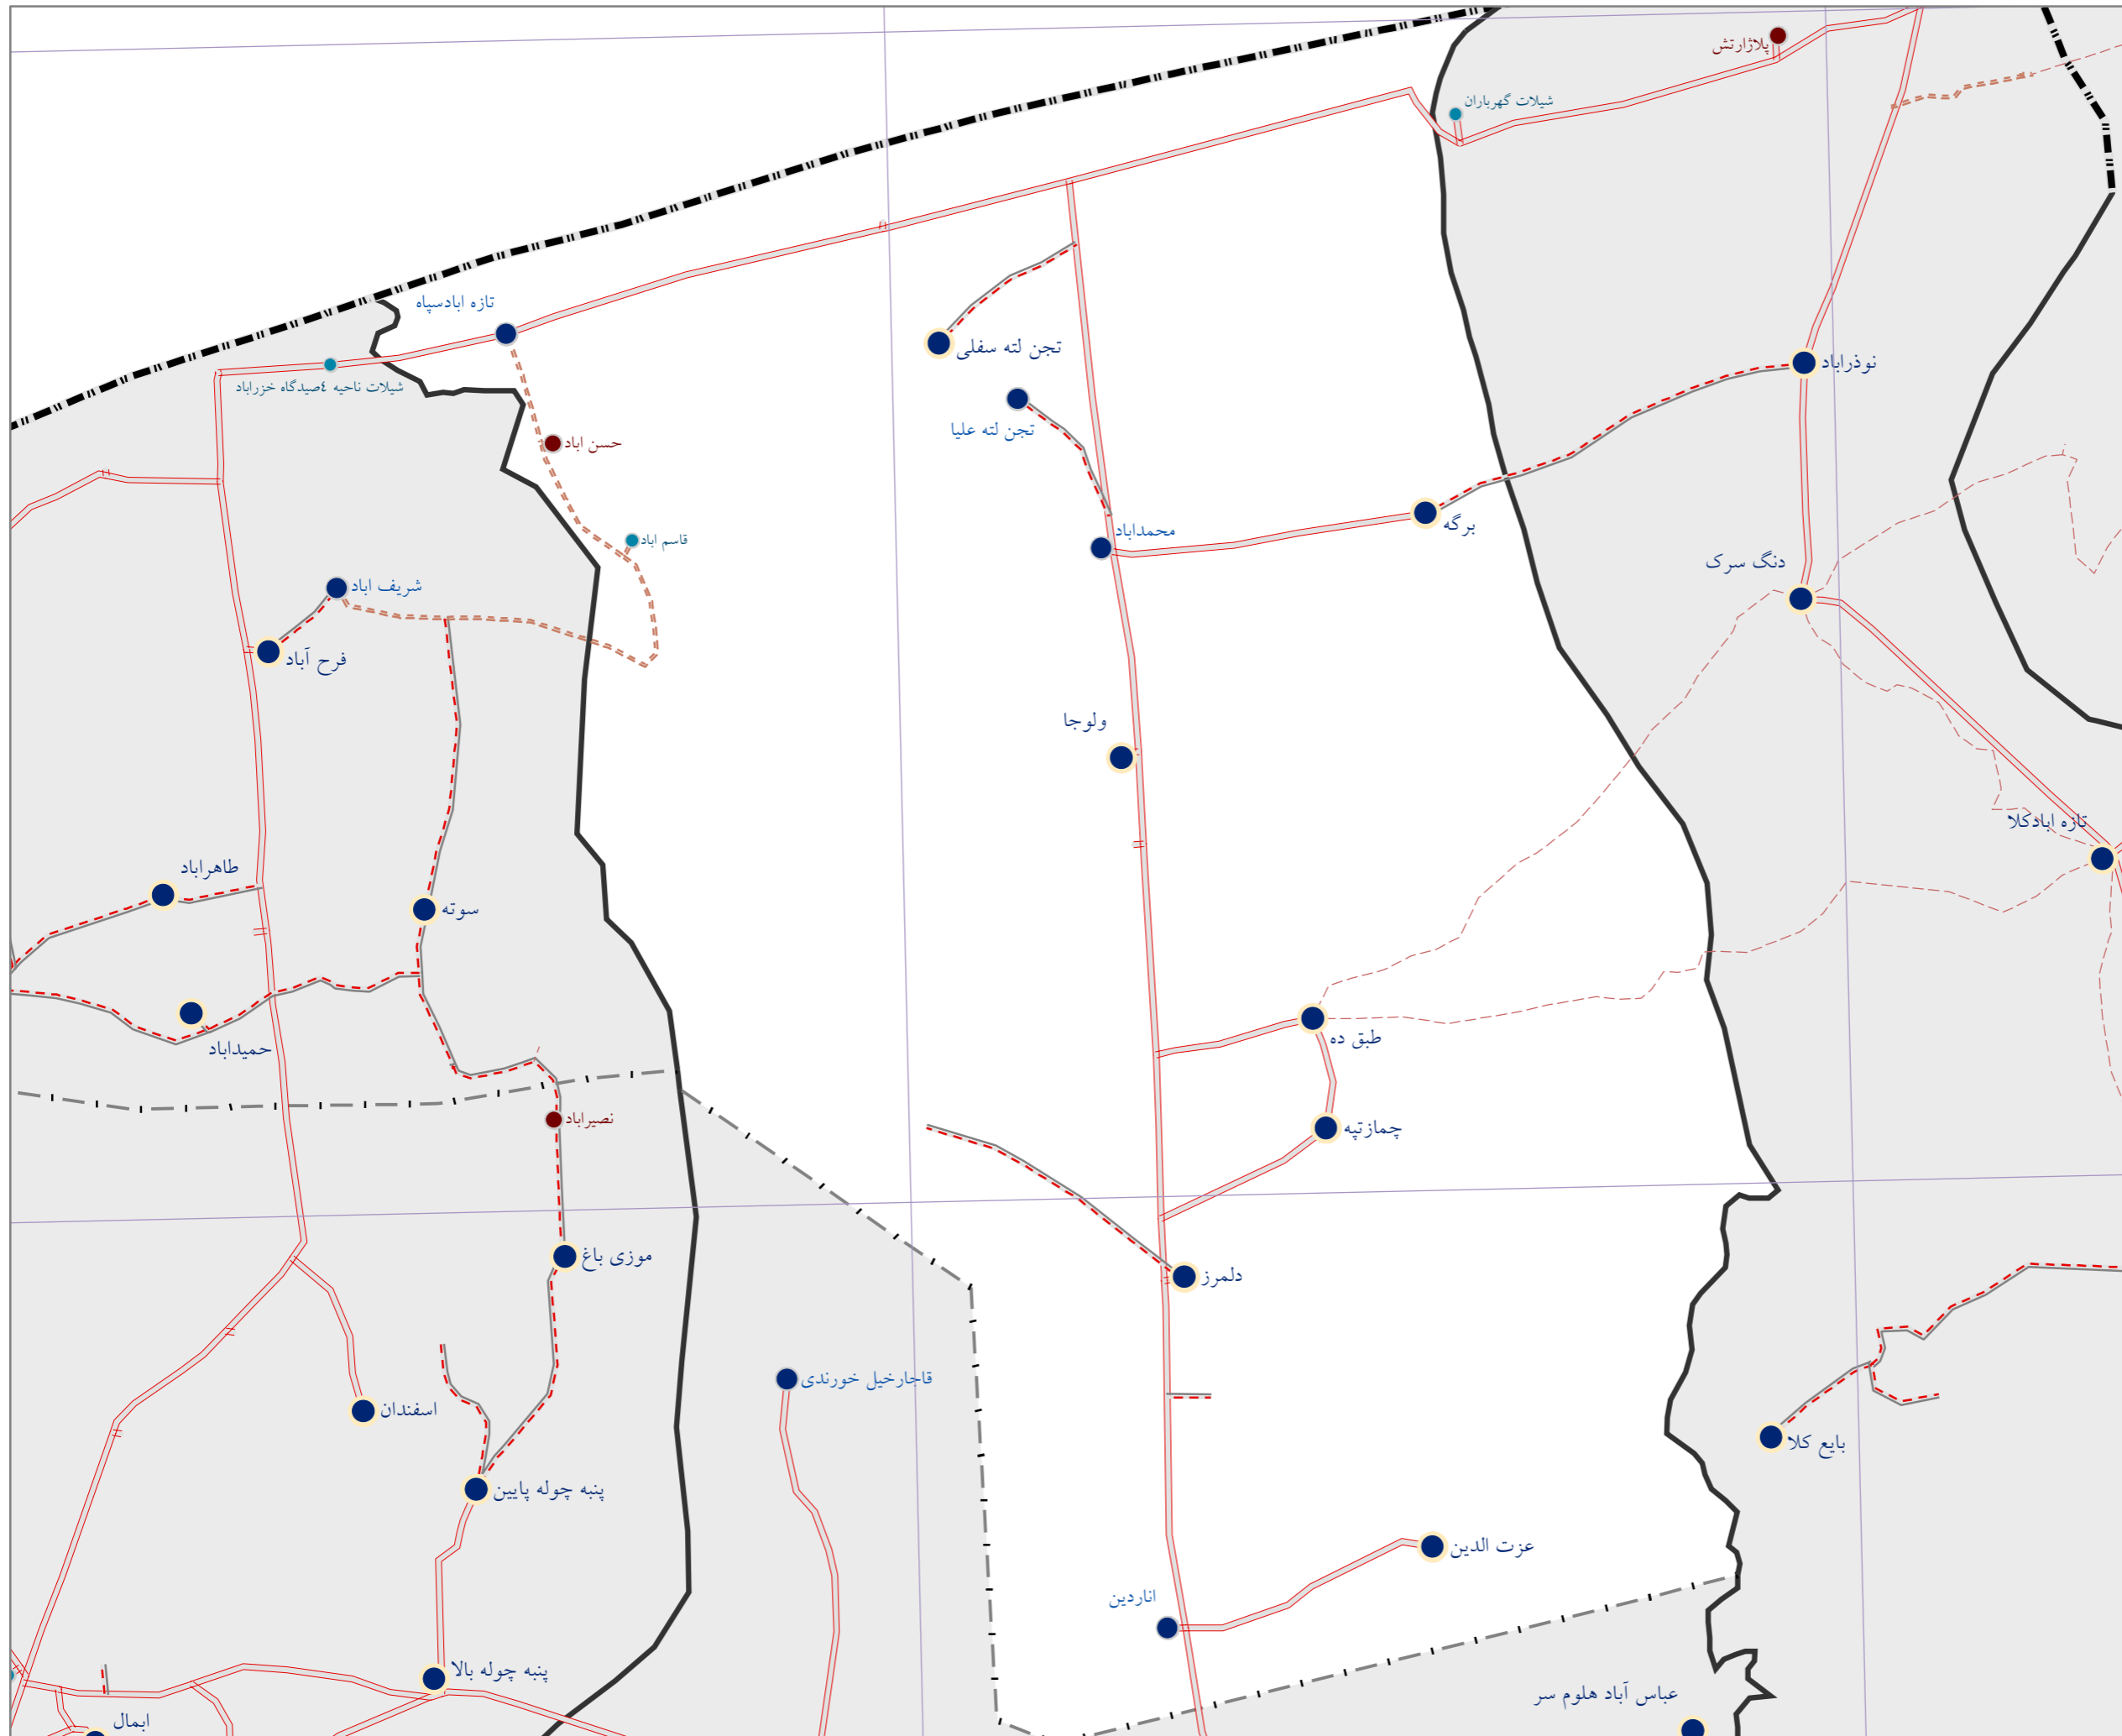 پلاژارتش
شیلات گهرباران
تازه ابادسپاه
تجن لته سفلی
نوذراباد
شیلات ناحیه ٤صیدگاه خزراباد
تجن لته علیا
حسن اباد
برگه
محمداباد
قاسم اباد
دنگ سرک
شریف اباد
فرح آباد
ولوجا
تازه ابادکلا
طاهراباد
سوته
طبق ده
حمیداباد
نصیراباد
چمازتپه
موزی باغ
دلمرز
قاجارخیل خورندی
اسفندان
بایع کلا
پنبه چوله پایین
عزت الدین
اناردین
پنبه چوله بالا
عباس آباد هلوم سر
ابمال